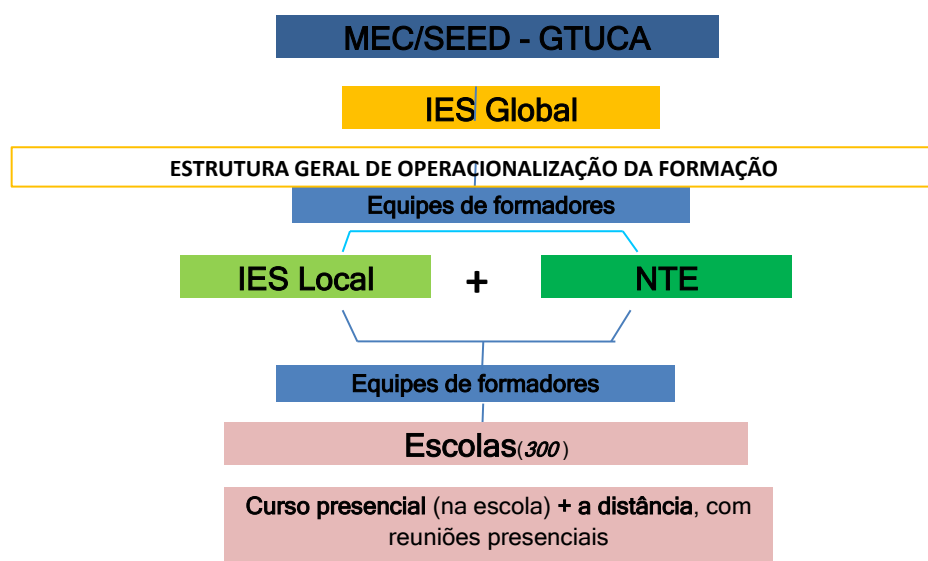 MEC/SEED - GTUCA
IES Global
ESTRUTURA GERAL DE OPERACIONALIZAÇÃO DA FORMAÇÃO
Equipes de formadores
IES Local + NTE
Equipes de formadores
Escolas(300)
Curso presencial (na escola) + a distância, com
reuniões presenciais